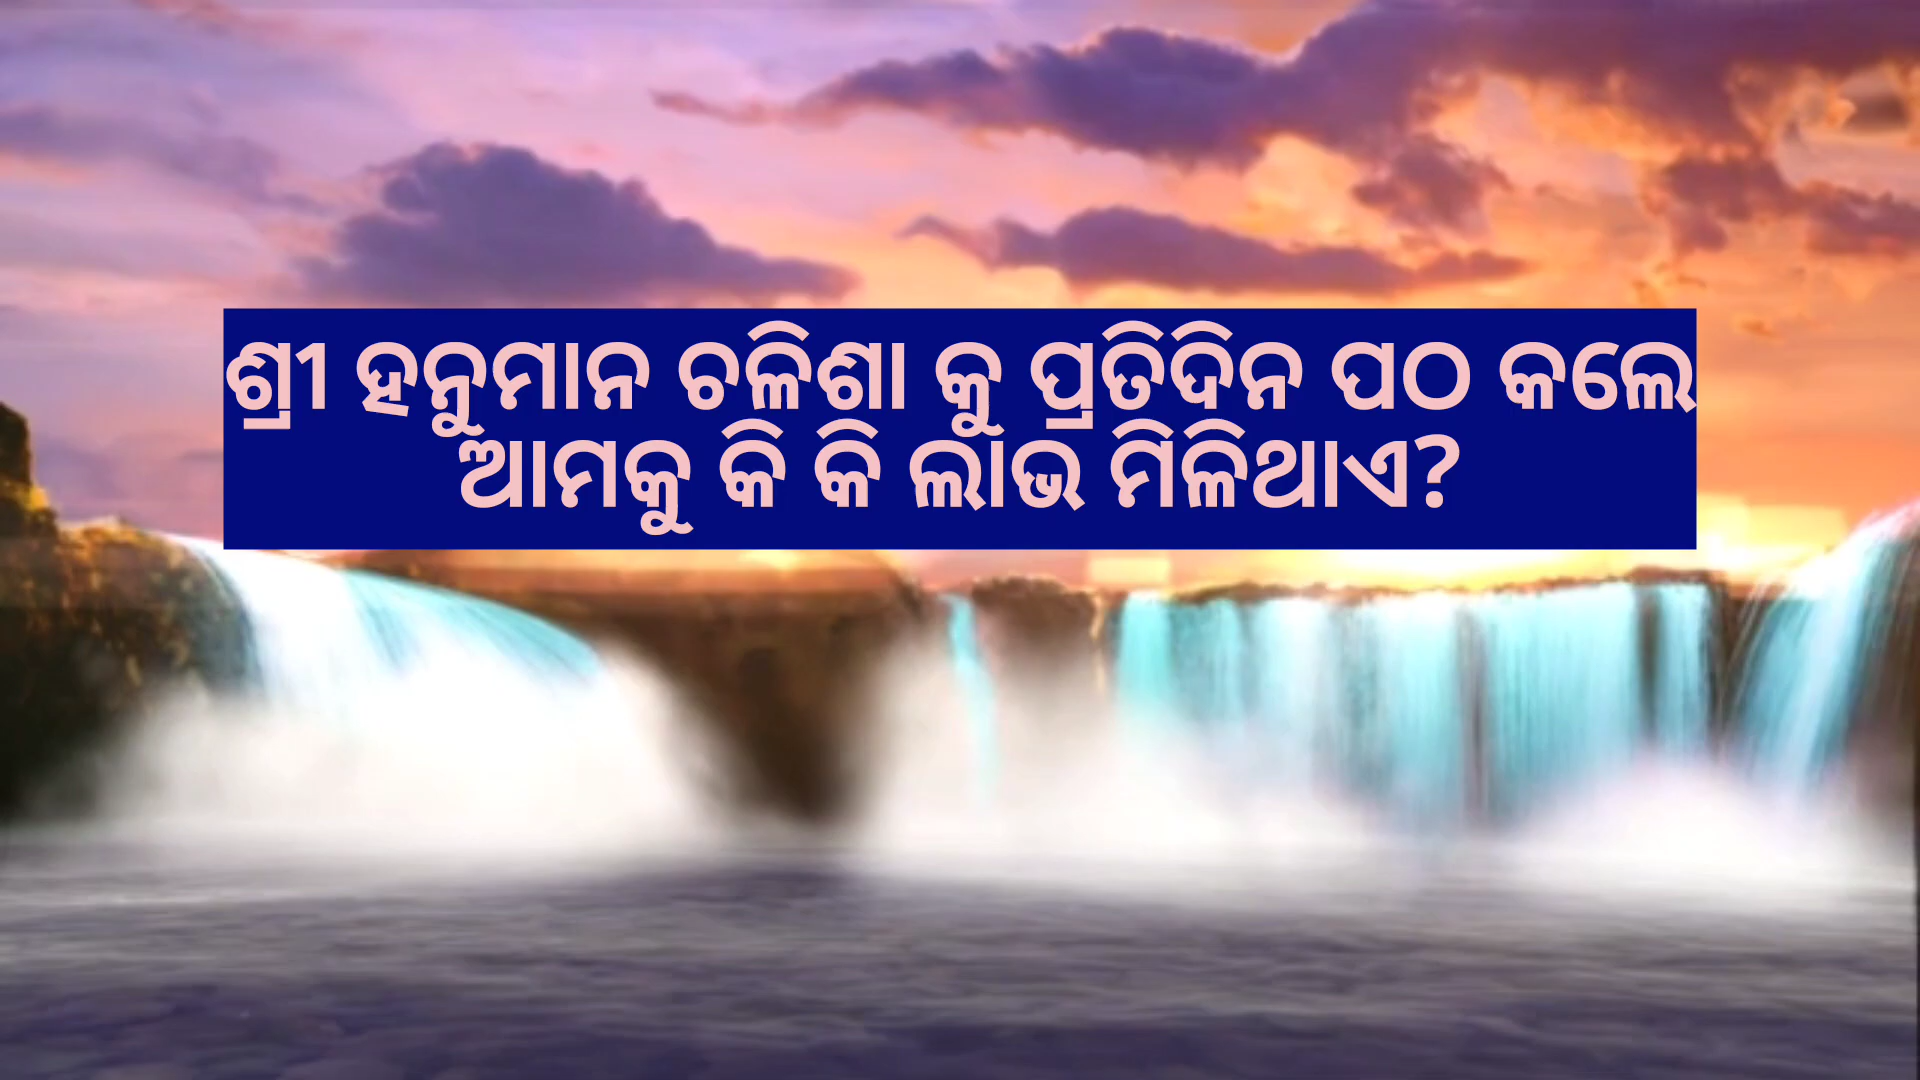 ଶ୍ରୀ ହନୁମାନ ଚଳିଶା କୁ ପ୍ରତିଦିନ ପଠ କଲେ
ଆମକୁ କି କି ଲାଭ ମିଳିଥାଏ?